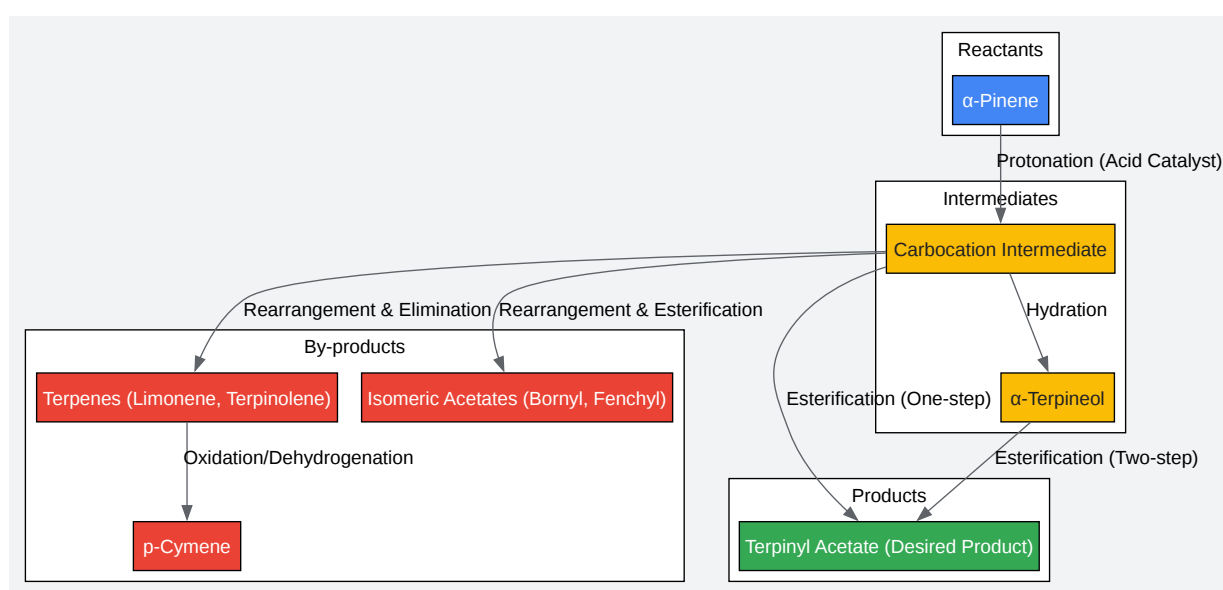 Reactants
α-Pinene
Protonation (Acid Catalyst)
Intermediates
Carbocation Intermediate
Rearrangement & Elimination
Rearrangement & Esterification
Hydration
By-products
Terpenes (Limonene, Terpinolene)
Isomeric Acetates (Bornyl, Fenchyl)
Esterification (One-step)
α-Terpineol
Oxidation/Dehydrogenation
Esterification (Two-step)
Products
p-Cymene
Terpinyl Acetate (Desired Product)